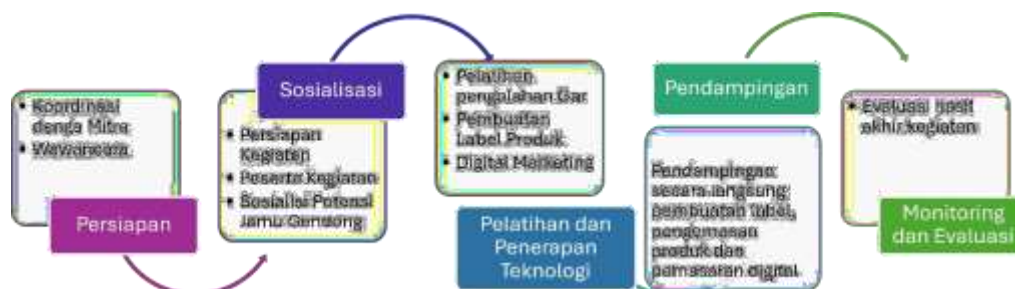 Koordinasi
denga Mitra
Wawancara
Persiapan
Sosialisasi
Persiapan
Kegiatan
Peserta Kegiatan
Sosialisi Potensi
Jamu Gendong
Pelatihan
pengolahan Gar
Pembuatan
Label Produk
Digital Marketing
Pelatihan dan
Penerapan
Teknologi
Pendampingan
Pendampingan
secara langsung
pembuatan label,
pengemasan
produk dan
pemasaran digital
Evaluasi hasil
akhir kegiatan
Monitoring
dan Evaluasi